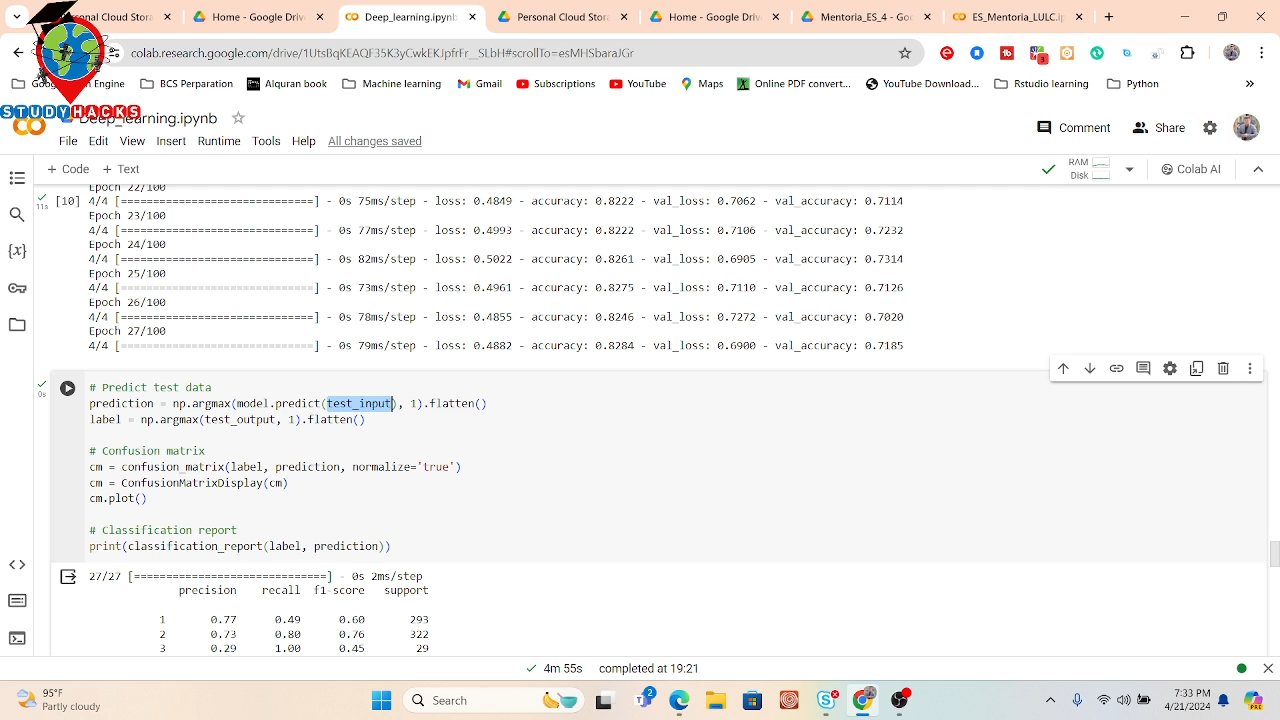 Personal Cloud Stora
Home - Google Drive
Deep_learning.ipynb
Personal Cloud Stora
Home - Google Drive
Mentoria_ES_4 - Goo
ES_Mentoria_LULC.ip
colab.research.google.com/drive/1UtsBqKFAQF35K3yCwkEKJpfrFr_SLbH#scrollTo=esMHSbaraJGr
Engine
BCS Preparation
Alquran book
Machine learning
Gmail
Subscriptions
YouTube
Maps
Online PDF convert...
YouTube Download...
Rstudio learning
Python
STUDYHACKS
Deep_learning.ipynb
File Edit View Insert Runtime Tools Help All changes saved
Comment
Share
+ Code + Text
RAM
Disk
Colab AI
Epoch 22/100
11s
[10] 4/4 [==============================] - 0s 75ms/step - loss: 0.4849 - accuracy: 0.8222 - val_loss: 0.7062 - val_accuracy: 0.7114
Epoch 23/100
4/4 [==============================] - 0s 77ms/step - loss: 0.4993 - accuracy: 0.8222 - val_loss: 0.7106 - val_accuracy: 0.7232
Epoch 24/100
4/4 [==============================] - 0s 82ms/step - loss: 0.5022 - accuracy: 0.8261 - val_loss: 0.6905 - val_accuracy: 0.7314
Epoch 25/100
4/4 [==============================] - 0s 73ms/step - loss: 0.4961 - accuracy: 0.8275 - val_loss: 0.7110 - val_accuracy: 0.7126
Epoch 26/100
4/4 [==============================] - 0s 78ms/step - loss: 0.4855 - accuracy: 0.8246 - val_loss: 0.7272 - val_accuracy: 0.7020
Epoch 27/100
4/4 [==============================] - 0s 79ms/step - loss: 0.4882 - accuracy: 0.8284 - val_loss: 0.6900 - val_accuracy: 0.7185
0s
# Predict test data
prediction = np.argmax(model.predict(test_input), 1).flatten()
label = np.argmax(test_output, 1).flatten()
# Confusion matrix
cm = confusion_matrix(label, prediction, normalize='true')
cm = ConfusionMatrixDisplay(cm)
cm.plot()
# Classification report
print(classification_report(label, prediction))
27/27 [==============================] - 0s 2ms/step
precision recall f1-score support
1 0.77 0.49 0.60 293
2 0.73 0.80 0.76 322
3 0.29 1.00 0.45 29
4m 55s completed at 19:21
95°F
Partly cloudy
Search
2
7:33 PM
4/21/2024